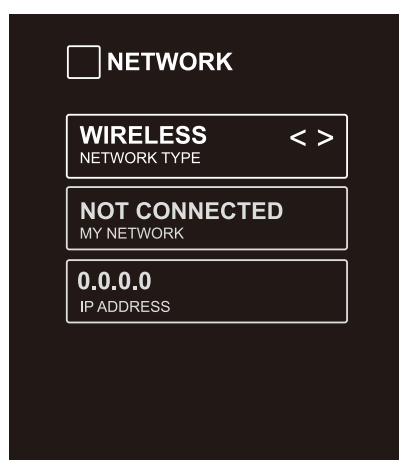 NETWORK
WIRELESS < >
NETWORK TYPE
NOT CONNECTED
MY NETWORK
0.0.0.0
IP ADDRESS